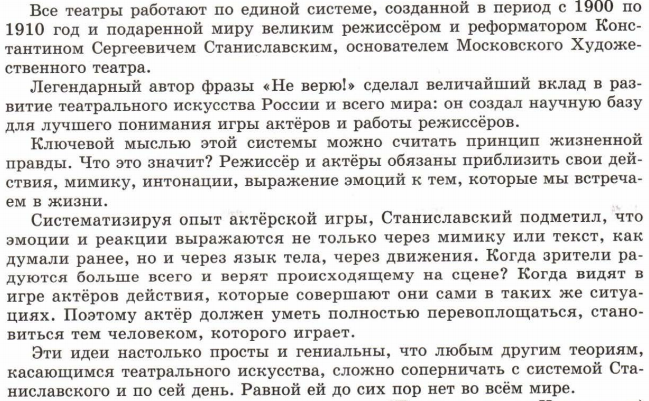 Все театры работают по единой системе, созданной в период с 1900 по
1910 год и подаренной миру великим режиссёром и реформатором Конс-
тантином Сергеевичем Станиславским, основателем Московского Художе-
ственного театра.
Легендарный автор фразы «Не верю!» сделал величайший вклад в раз-
витие театрального искусства России и всего мира: он создал научную базу
для лучшего понимания игры актёров и работы режиссёров.
Ключевой мыслью этой системы можно считать принцип жизненной
правды. Что это значит? Режиссёр и актёры обязаны приблизить свои дей-
ствия, мимику, интонации, выражение эмоций к тем, которые мы встреча-
ем в жизни.
Систематизируя опыт актёрской игры, Станиславский подметил, что
эмоции и реакции выражаются не только через мимику или текст, как
думали ранее, но и через язык тела, через движения. Когда зрители ра-
дуются больше всего и верят происходящему на сцене? Когда видят в
игре актёров действия, которые совершают они сами в таких же ситуа-
циях. Поэтому актёр должен уметь полностью перевоплощаться, стано-
виться тем человеком, которого играет.
Эти идеи настолько просты и гениальны, что любым другим теориям,
касающимся театрального искусства, сложно соперничать с системой Ста-
ниславского и по сей день. Равной ей до сих пор нет во всём мире.